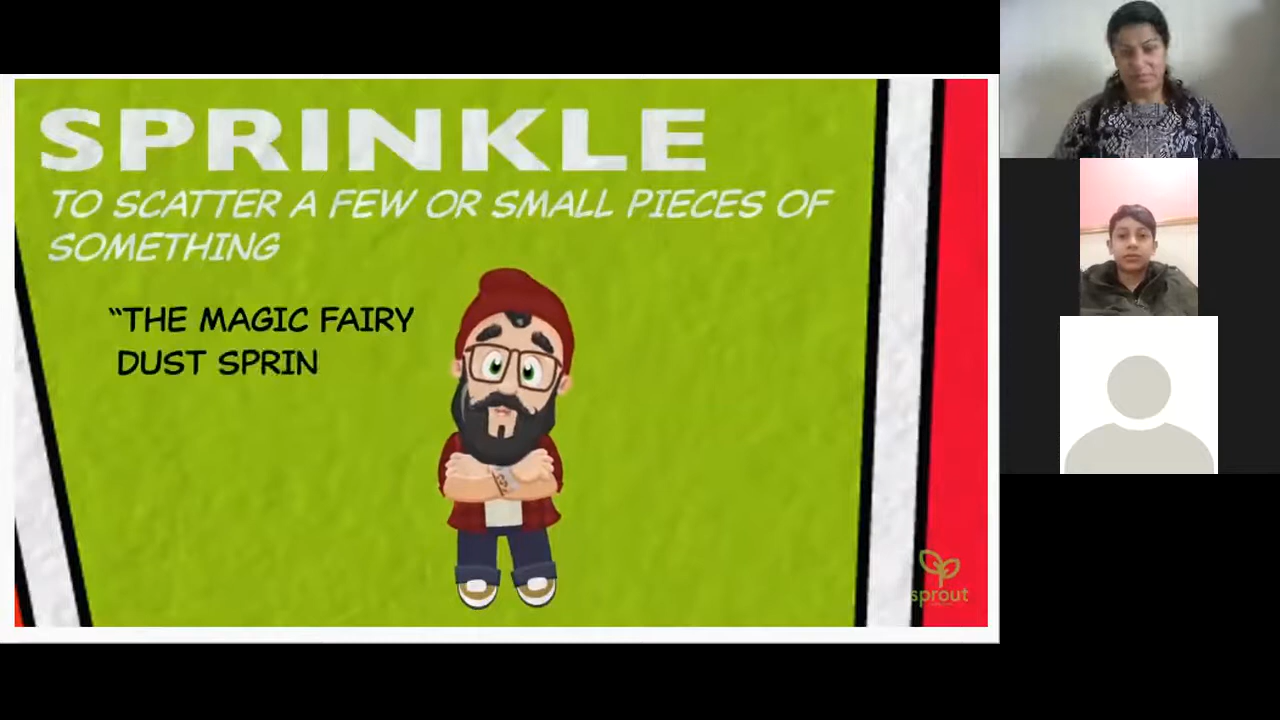 SPRINKLE
TO SCATTER A FEW OR SMALL PIECES OF
SOMETHING
“THE MAGIC FAIRY
DUST SPRIN
sprout